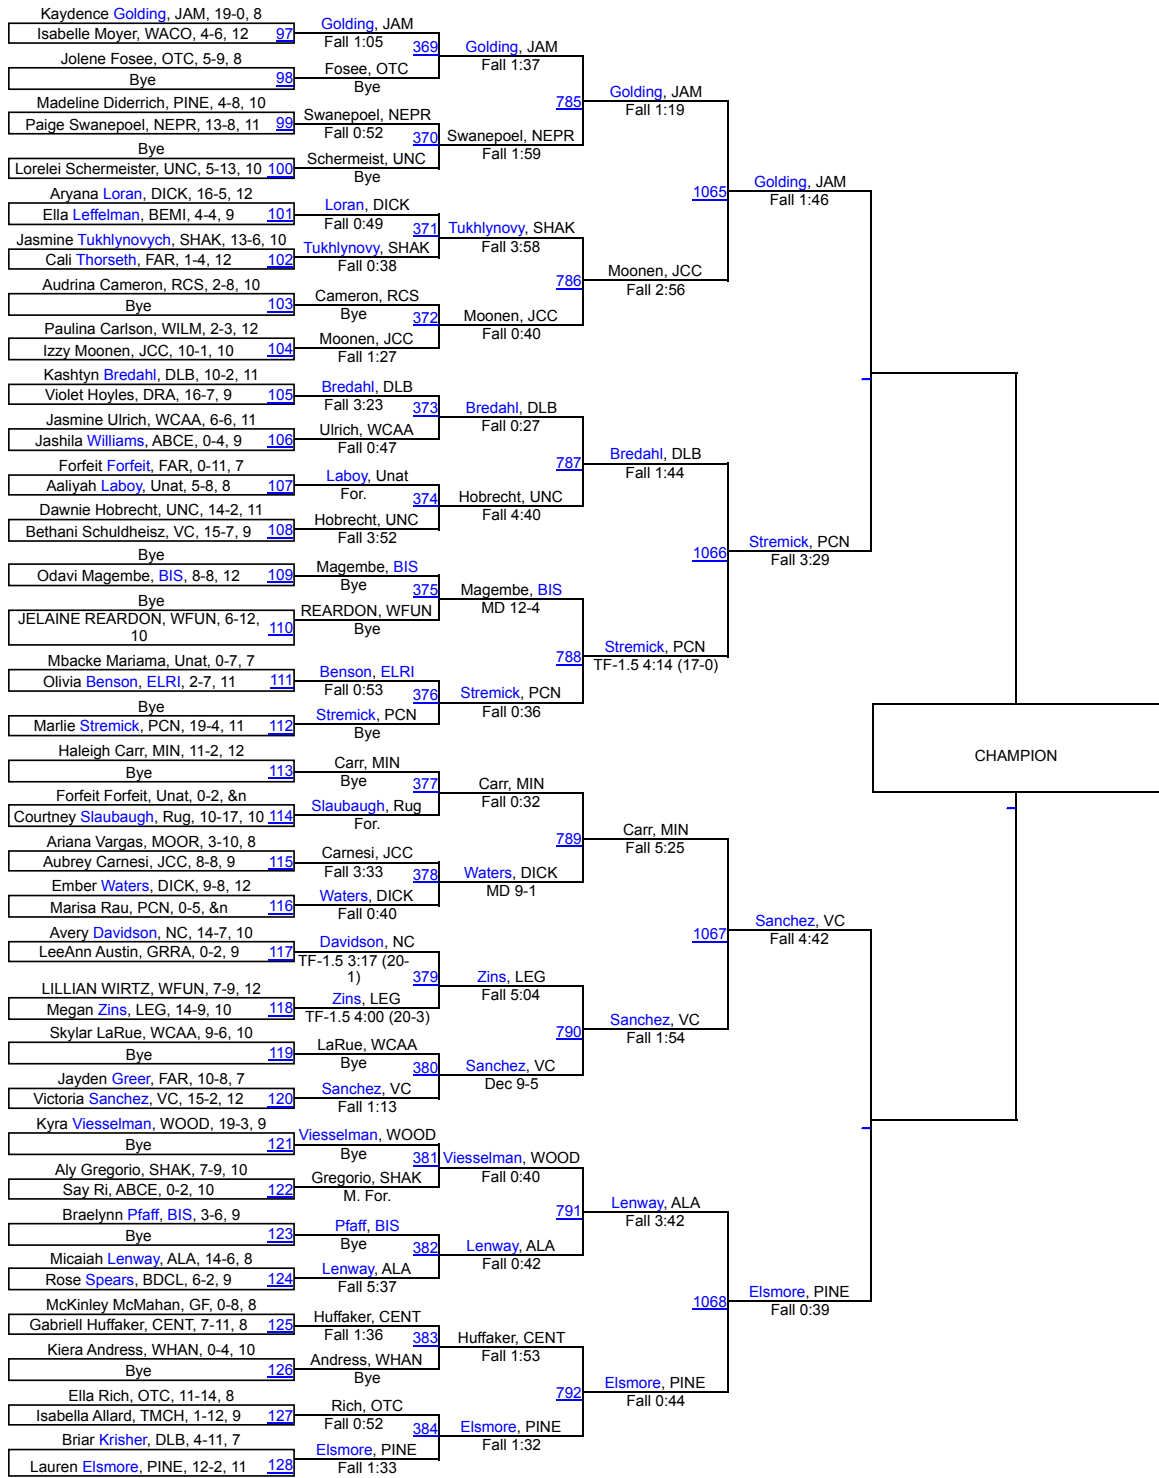 Kaydence Golding, JAM, 19-0, 8
Isabelle Moyer, WACO, 4-6, 12 97
Jolene Fosee, OTC, 5-9, 8
Bye 98
Madeline Diderrich, PINE, 4-8, 10
Paige Swanepoel, NEPR, 13-8, 11 99
Bye
Lorelei Schermeister, UNC, 5-13, 10 100
Aryana Loran, DICK, 16-5, 12
Ella Leffelman, BEMI, 4-4, 9 101
Jasmine Tukhlynovych, SHAK, 13-6, 10
Cali Thorseth, FAR, 1-4, 12 102
Audrina Cameron, RCS, 2-8, 10
Bye 103
Paulina Carlson, WILM, 2-3, 12
Izzy Moonen, JCC, 10-1, 10 104
Kashtyn Bredahl, DLB, 10-2, 11
Violet Hoyles, DRA, 16-7, 9 105
Jasmine Ulrich, WCAA, 6-6, 11
Jashila Williams, ABCE, 0-4, 9 106
Forfeit Forfeit, FAR, 0-11, 7
Aaliyah Laboy, Unat, 5-8, 8 107
Dawnie Hobrecht, UNC, 14-2, 11
Bethani Schuldheisz, VC, 15-7, 9 108
Bye
Odavi Magembe, BIS, 8-8, 12 109
Bye
JELAINE REARDON, WFUN, 6-12,
10 110
Mbacke Mariama, Unat, 0-7, 7
Olivia Benson, ELRI, 2-7, 11 111
Bye
Marlie Stremick, PCN, 19-4, 11 112
Haleigh Carr, MIN, 11-2, 12
Bye 113
Forfeit Forfeit, Unat, 0-2, &n
Courtney Slaubaugh, Rug, 10-17, 10 114
Ariana Vargas, MOOR, 3-10, 8
Aubrey Carnesi, JCC, 8-8, 9 115
Ember Waters, DICK, 9-8, 12
Marisa Rau, PCN, 0-5, &n 116
Avery Davidson, NC, 14-7, 10
LeeAnn Austin, GRRA, 0-2, 9 117
LILLIAN WIRTZ, WFUN, 7-9, 12
Megan Zins, LEG, 14-9, 10 118
Skylar LaRue, WCAA, 9-6, 10
Bye 119
Jayden Greer, FAR, 10-8, 7
Victoria Sanchez, VC, 15-2, 12 120
Kyra Viesselman, WOOD, 19-3, 9
Bye 121
Aly Gregorio, SHAK, 7-9, 10
Say Ri, ABCE, 0-2, 10 122
Braelynn Pfaff, BIS, 3-6, 9
Bye 123
Micaiah Lenway, ALA, 14-6, 8
Rose Spears, BDCL, 6-2, 9 124
McKinley McMahan, GF, 0-8, 8
Gabriell Huffaker, CENT, 7-11, 8 125
Kiera Andress, WHAN, 0-4, 10
Bye 126
Ella Rich, OTC, 11-14, 8
Isabella Allard, TMCH, 1-12, 9 127
Briar Krisher, DLB, 4-11, 7
Lauren Elsmore, PINE, 12-2, 11 128
Golding, JAM
Fall 1:05 369
Fosee, OTC
Bye
Swanepoel, NEPR
Fall 0:52 370
Schermeist, UNC
Bye
Loran, DICK
Fall 0:49 371
Tukhlynovy, SHAK
Fall 0:38
Cameron, RCS
Bye 372
Moonen, JCC
Fall 1:27
Bredahl, DLB
Fall 3:23 373
Ulrich, WCAA
Fall 0:47
Laboy, Unat
For. 374
Hobrecht, UNC
Fall 3:52
Magembe, BIS
Bye 375
REARDON, WFUN
Bye
Benson, ELRI
Fall 0:53 376
Stremick, PCN
Bye
Carr, MIN
Bye 377
Slaubaugh, Rug
For.
Carnesi, JCC
Fall 3:33 378
Waters, DICK
Fall 0:40
Davidson, NC
TF-1.5 3:17 (20-
1) 379
Zins, LEG
TF-1.5 4:00 (20-3)
LaRue, WCAA
Bye 380
Sanchez, VC
Fall 1:13
Viesselman, WOOD
Bye 381
Gregorio, SHAK
M. For.
Pfaff, BIS
Bye 382
Lenway, ALA
Fall 5:37
Huffaker, CENT
Fall 1:36 383
Andress, WHAN
Bye
Rich, OTC
Fall 0:52 384
Elsmore, PINE
Fall 1:33
Golding, JAM
Fall 1:37
785
Swanepoel, NEPR
Fall 1:59
Tukhlynovy, SHAK
Fall 3:58
786
Moonen, JCC
Fall 0:40
Bredahl, DLB
Fall 0:27
787
Hobrecht, UNC
Fall 4:40
Magembe, BIS
MD 12-4
788
Stremick, PCN
Fall 0:36
Carr, MIN
Fall 0:32
789
Waters, DICK
MD 9-1
Zins, LEG
Fall 5:04
790
Sanchez, VC
Dec 9-5
Viesselman, WOOD
Fall 0:40
791
Lenway, ALA
Fall 0:42
Huffaker, CENT
Fall 1:53
792
Elsmore, PINE
Fall 1:32
Golding, JAM
Fall 1:19
1065
Moonen, JCC
Fall 2:56
Bredahl, DLB
Fall 1:44
1066
Stremick, PCN
TF-1.5 4:14 (17-0)
Carr, MIN
Fall 5:25
1067
Sanchez, VC
Fall 1:54
Lenway, ALA
Fall 3:42
1068
Elsmore, PINE
Fall 0:44
Golding, JAM
Fall 1:46
Stremick, PCN
Fall 3:29
Sanchez, VC
Fall 4:42
Elsmore, PINE
Fall 0:39
CHAMPION